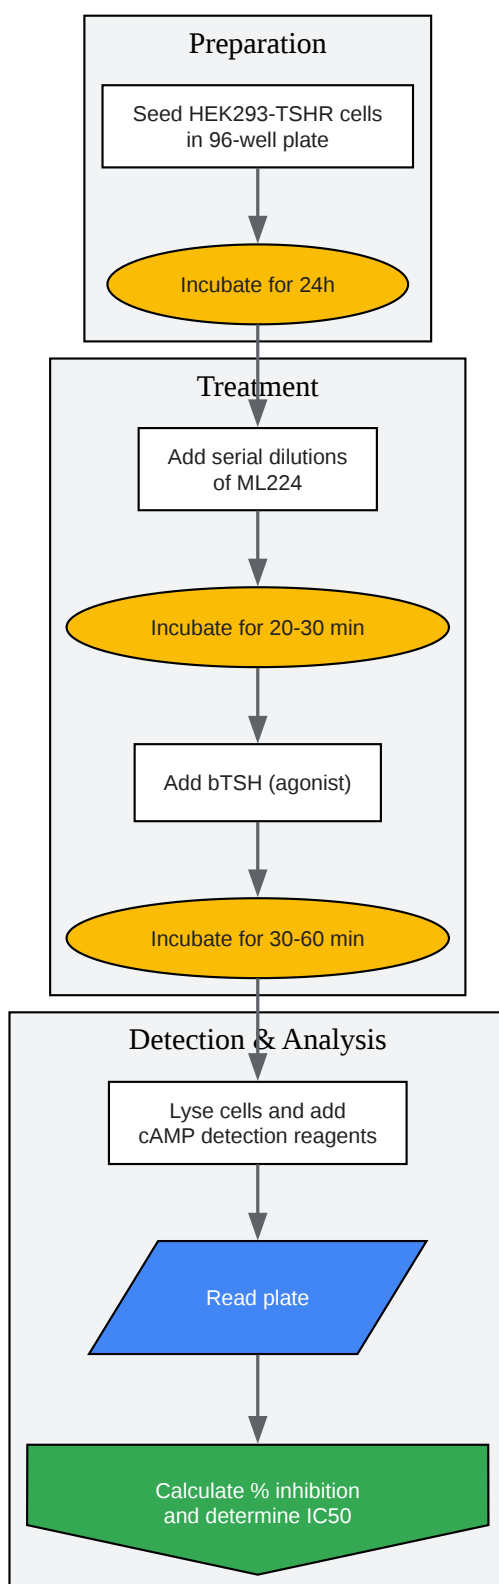 Preparation
Seed HEK293-TSHR cells
in 96-well plate
Incubate for 24h
Treatment
Add serial dilutions
of ML224
Incubate for 20-30 min
Add bTSH (agonist)
Incubate for 30-60 min
Detection & Analysis
Lyse cells and add
cAMP detection reagents
Read plate
Calculate % inhibition
and determine IC50